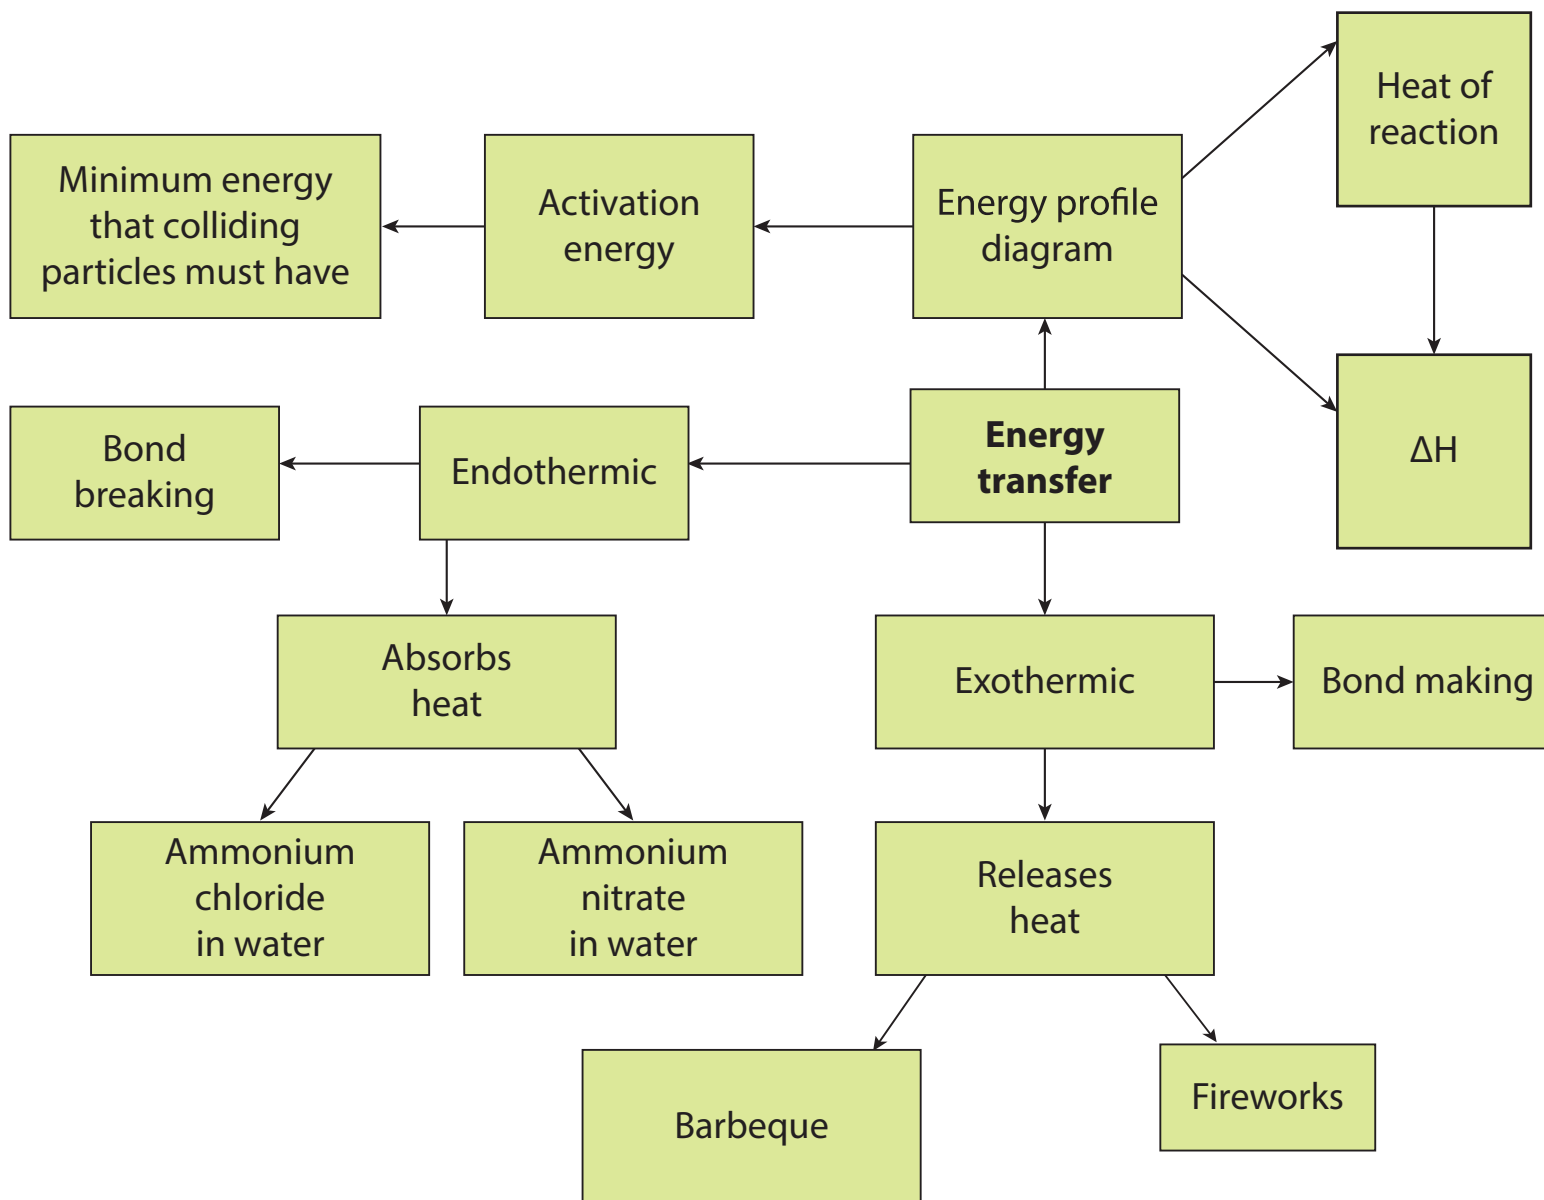 Heat of
reaction
Minimum energy
that colliding
particles must have
Activation
energy
Energy profile
diagram
Bond
breaking
Endothermic
Energy
transfer
ΔH
Absorbs
heat
Exothermic
Bond making
Ammonium
chloride
in water
Ammonium
nitrate
in water
Releases
heat
Barbeque
Fireworks